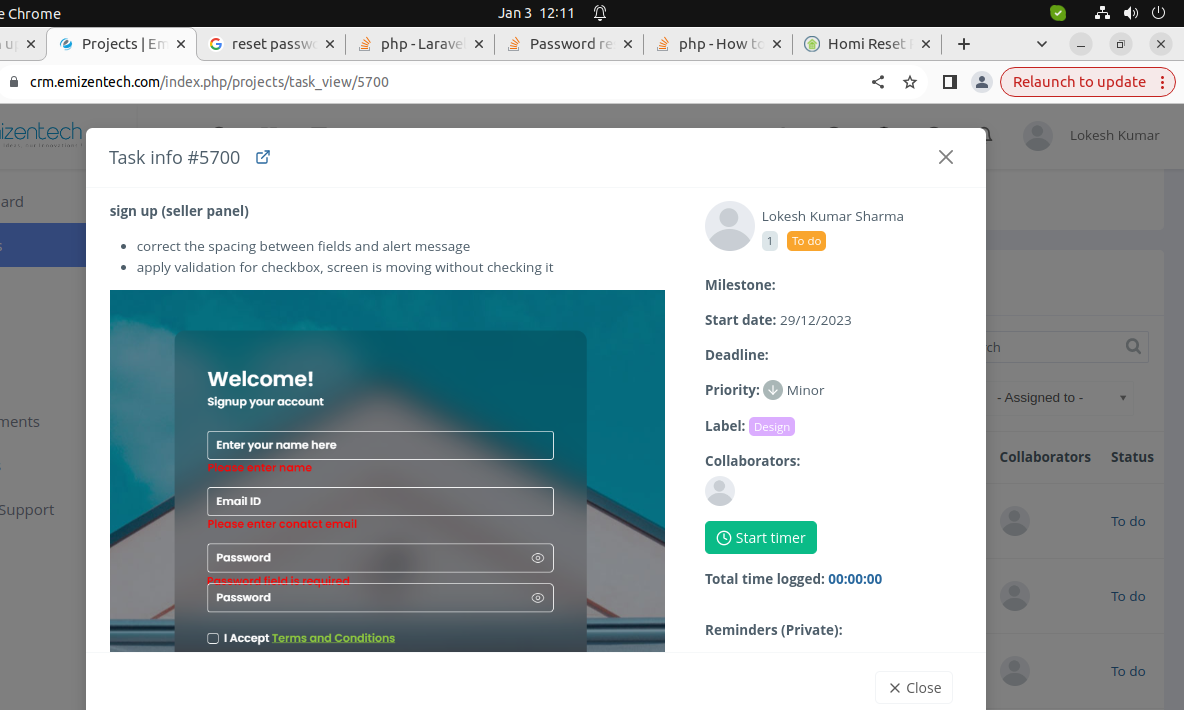 e Chrome
Jan 3 12:11
Projects | Em
reset passwo
php - Laravel
Password re
php - How to
Homi Reset
crm.emizentech.com/index.php/projects/task_view/5700
Relaunch to update
izentech
Lokesh Kumar
Task info #5700
ard
s
ments
Support
sign up (seller panel)
correct the spacing between fields and alert message
apply validation for checkbox, screen is moving without checking it
Welcome!
Signup your account
Enter your name here
Please enter name
Email ID
Please enter conatct email
Password
Password field is required
Password
I Accept Terms and Conditions
Lokesh Kumar Sharma
1 To do
Milestone:
Start date: 29/12/2023
Deadline:
Priority: Minor
Label: Design
Collaborators:
Start timer
Total time logged: 00:00:00
Reminders (Private):
Close
rch
- Assigned to -
Collaborators Status
To do
To do
To do